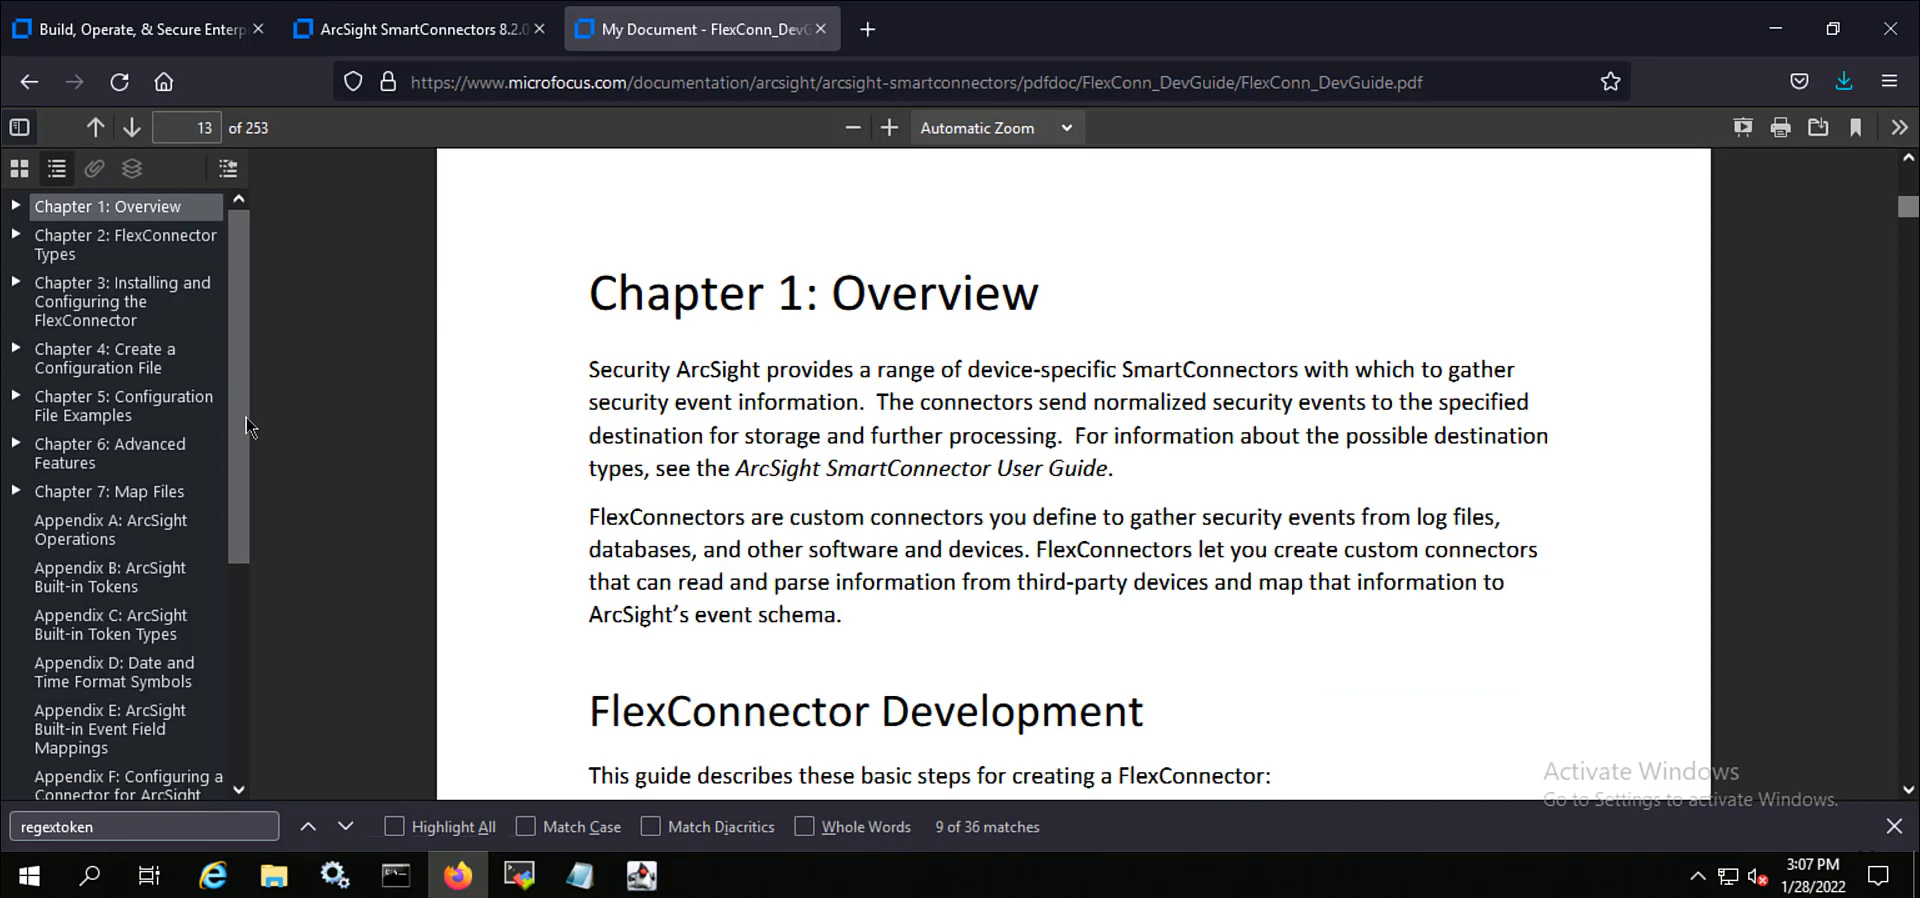 Build, Operate, & Secure Enterp
ArcSight SmartConnectors 8.2.0
My Document - FlexConn_DevG
https://www.microfocus.com/documentation/arcsight/arcsight-smartconnectors/pdfdoc/FlexConn_DevGuide/FlexConn_DevGuide.pdf
13 of 253
Automatic Zoom
Chapter 1: Overview
Chapter 2: FlexConnector
Types
Chapter 3: Installing and
Configuring the
FlexConnector
Chapter 4: Create a
Configuration File
Chapter 5: Configuration
File Examples
Chapter 6: Advanced
Features
Chapter 7: Map Files
Appendix A: ArcSight
Operations
Appendix B: ArcSight
Built-in Tokens
Appendix C: ArcSight
Built-in Token Types
Appendix D: Date and
Time Format Symbols
Appendix E: ArcSight
Built-in Event Field
Mappings
Appendix F: Configuring a
Connector for ArcSight
Chapter 1: Overview
Security ArcSight provides a range of device-specific SmartConnectors with which to gather
security event information. The connectors send normalized security events to the specified
destination for storage and further processing. For information about the possible destination
types, see the ArcSight SmartConnector User Guide.
FlexConnectors are custom connectors you define to gather security events from log files,
databases, and other software and devices. FlexConnectors let you create custom connectors
that can read and parse information from third-party devices and map that information to
ArcSight’s event schema.
FlexConnector Development
This guide describes these basic steps for creating a FlexConnector:
Activate Windows
Go to Settings to activate Windows.
regextoken
Highlight All
Match Case
Match Diacritics
Whole Words
9 of 36 matches
3:07 PM
1/28/2022